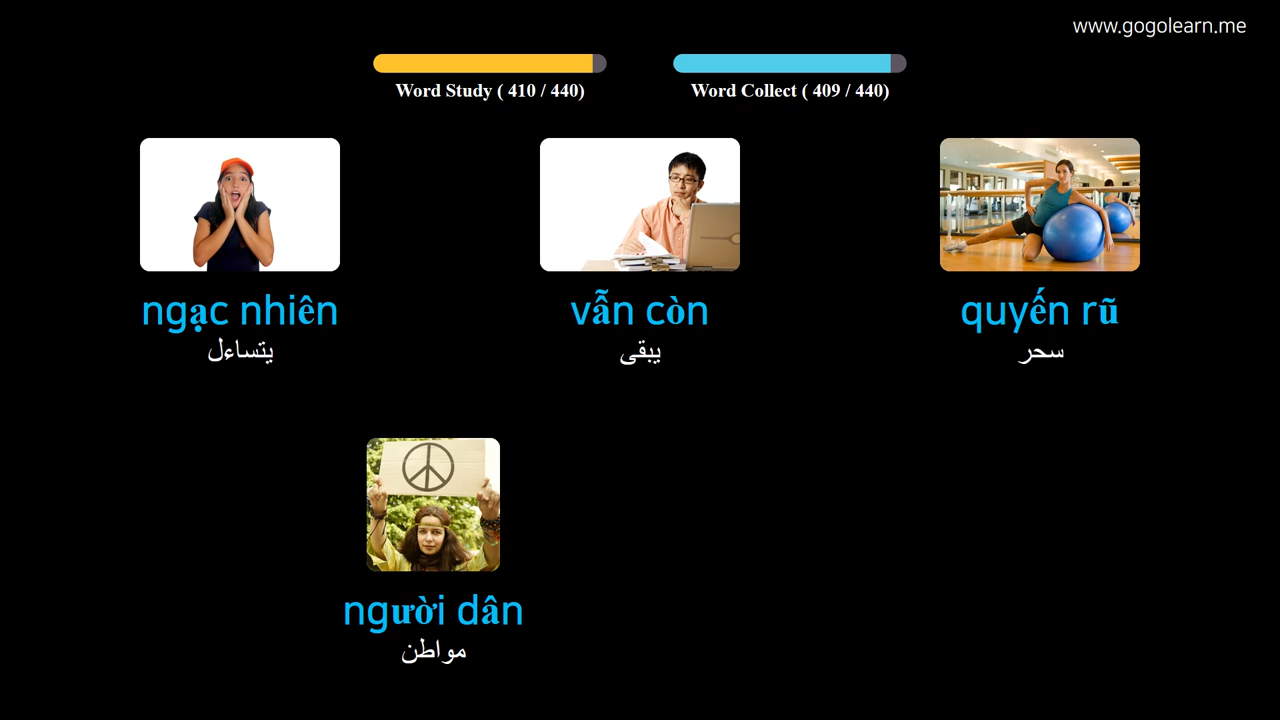 www.gogolearn.me
Word Study ( 410 / 440)
Word Collect ( 409 / 440)
ngạc nhiên
يتساءل
vẫn còn
يبقى
quyến rũ
سحر
người dân
مواطن